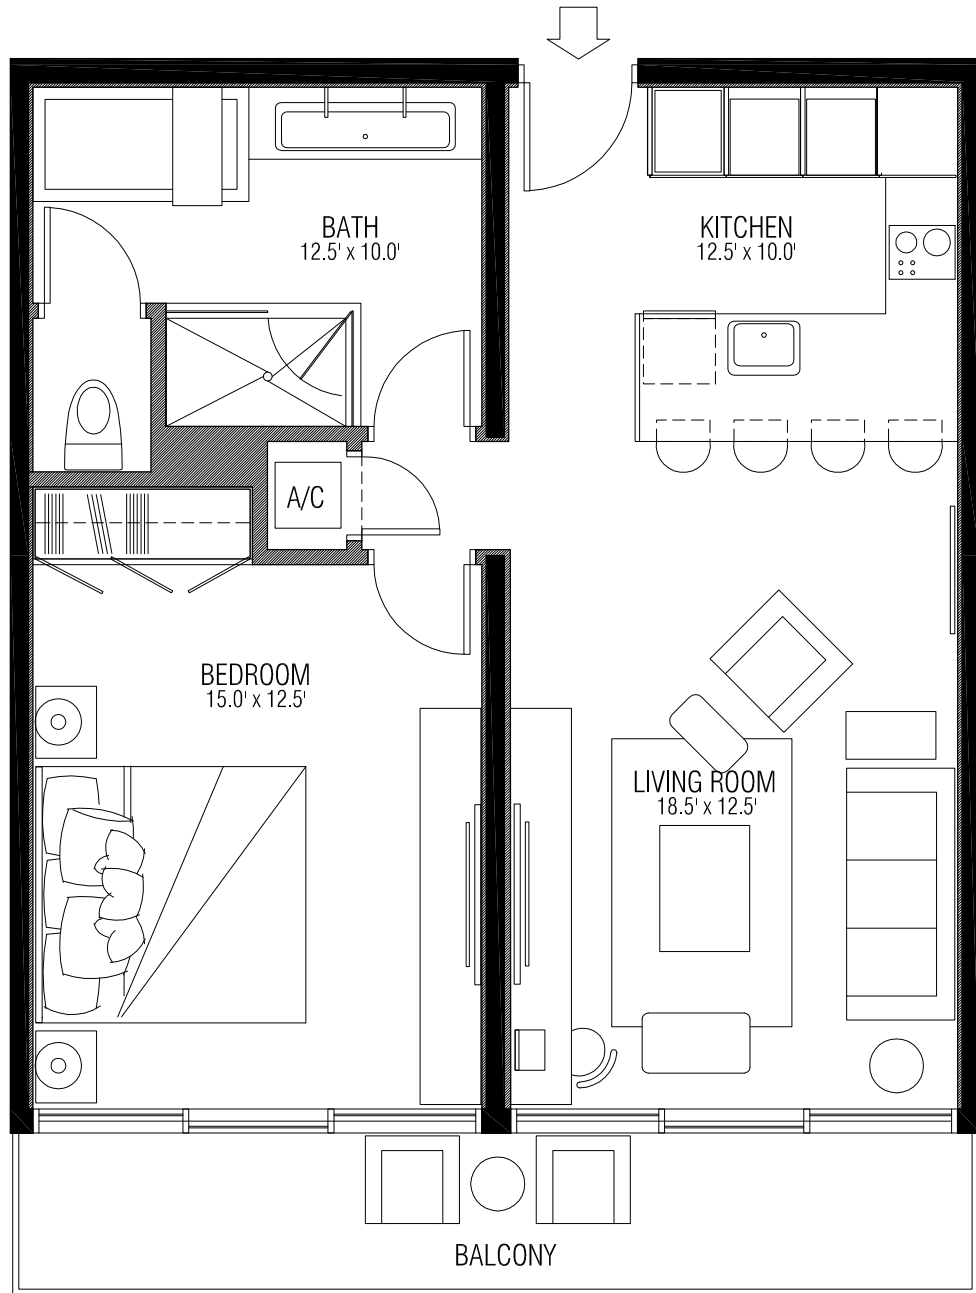 BATH
12.5' x 10.0'
KITCHEN
12.5' x 10.0'
A/C
BEDROOM
15.0' x 12.5'
LIVING ROOM
18.5' x 12.5'
BALCONY